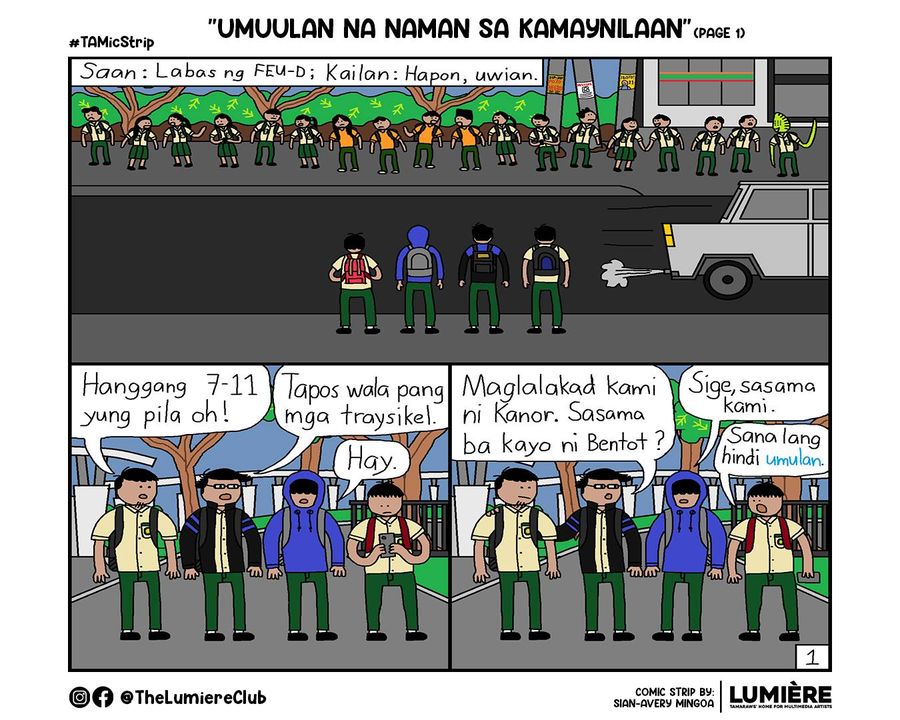 "UMUULAN NA NAMAN SA KAMAYNILAAN" (PAGE 1)
#TAMicStrip
Saan: Labas ng FEU-D; Kailan: Hapon, uwian.
Hanggang 7-11
yung pila oh!
Tapos wala pang
mga traysikel.
Hay.
Maglalakad kami
ni Kanor. Sasama
ba kayo ni Bentot?
Sige, sasama
kami.
Sana lang
hindi umulan.
1
@TheLumiereClub
COMIC STRIP BY:
SIAN-AVERY MINGOA
LUMIÈRE
TAMARAWS' HOME FOR MULTIMEDIA ARTISTS